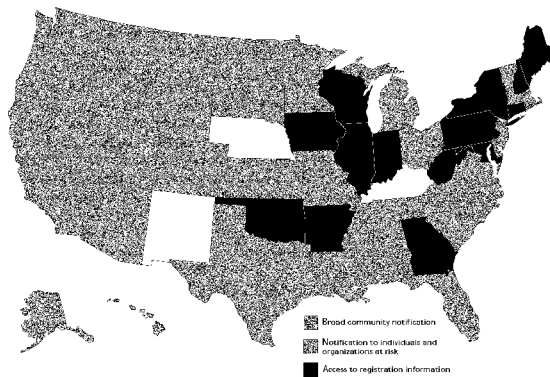 Broad community notification
Notification to individuals and
organizations at risk
Access to registration information